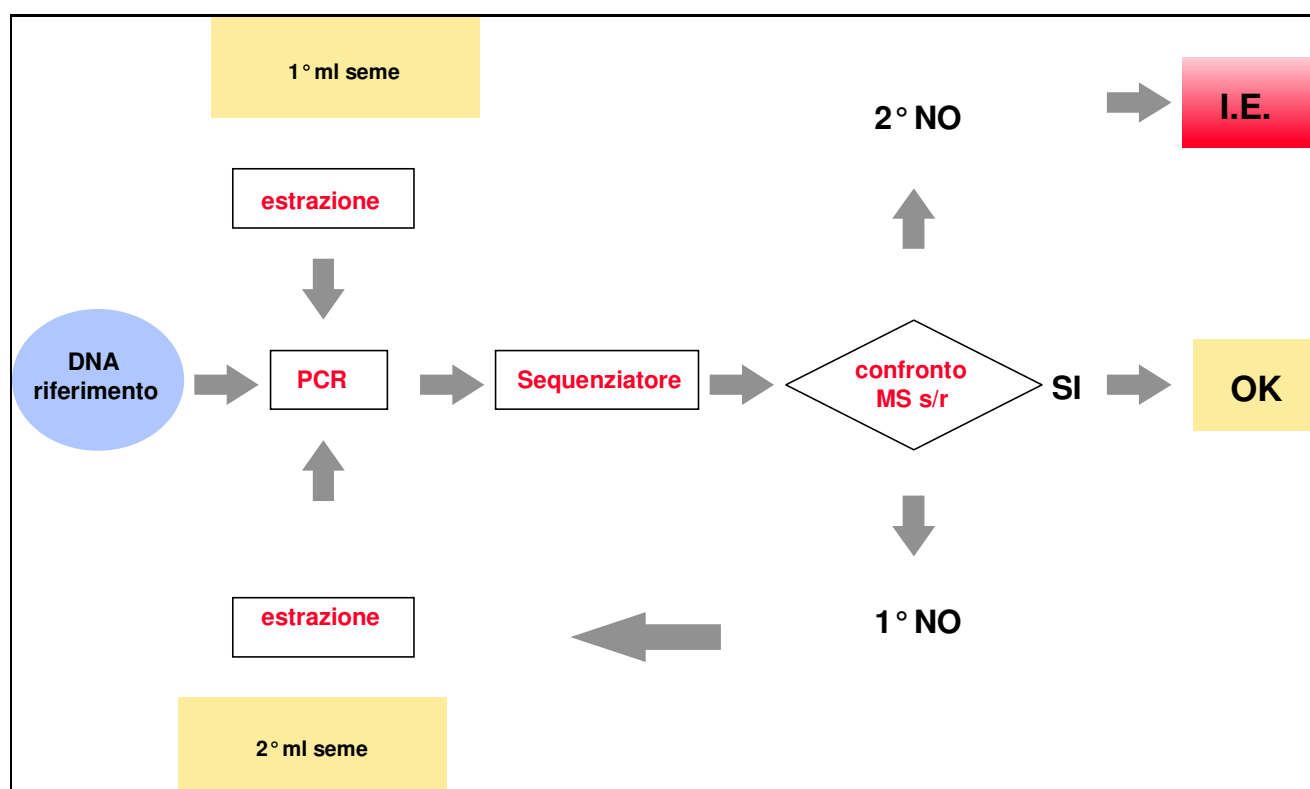 1° ml seme
2° NO
I.E.
estrazione
DNA
riferimento
PCR
Sequenziatore
confronto
MS s/r
SI
OK
estrazione
1° NO
2° ml seme